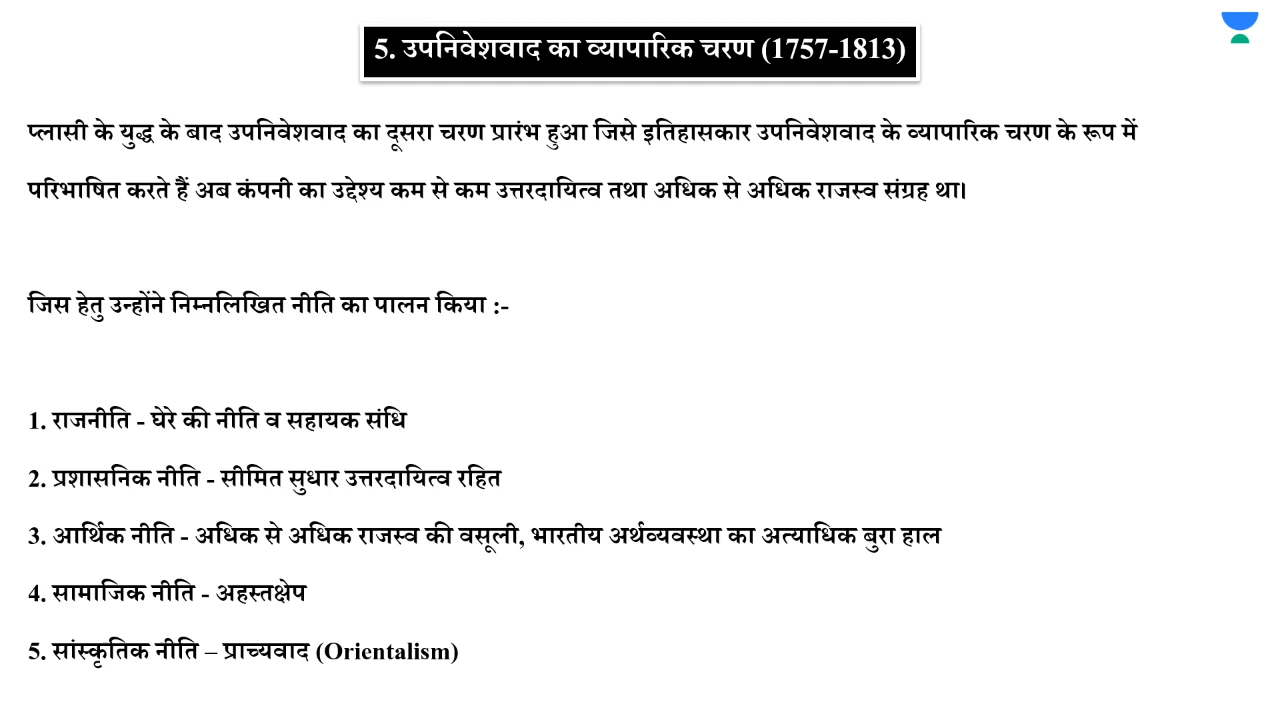 5. उपनिवेशवाद का व्यापारिक चरण (1757-1813)
प्लासी के युद्ध के बाद उपनिवेशवाद का दूसरा चरण प्रारंभ हुआ जिसे इतिहासकार उपनिवेशवाद के व्यापारिक चरण के रूप में
परिभाषित करते हैं अब कंपनी का उद्देश्य कम से कम उत्तरदायित्व तथा अधिक से अधिक राजस्व संग्रह था।
जिस हेतु उन्होंने निम्नलिखित नीति का पालन किया :-
1. राजनीति - घेरे की नीति व सहायक संधि
2. प्रशासनिक नीति - सीमित सुधार उत्तरदायित्व रहित
3. आर्थिक नीति - अधिक से अधिक राजस्व की वसूली, भारतीय अर्थव्यवस्था का अत्याधिक बुरा हाल
4. सामाजिक नीति - अहस्तक्षेप
5. सांस्कृतिक नीति – प्राच्यवाद (Orientalism)